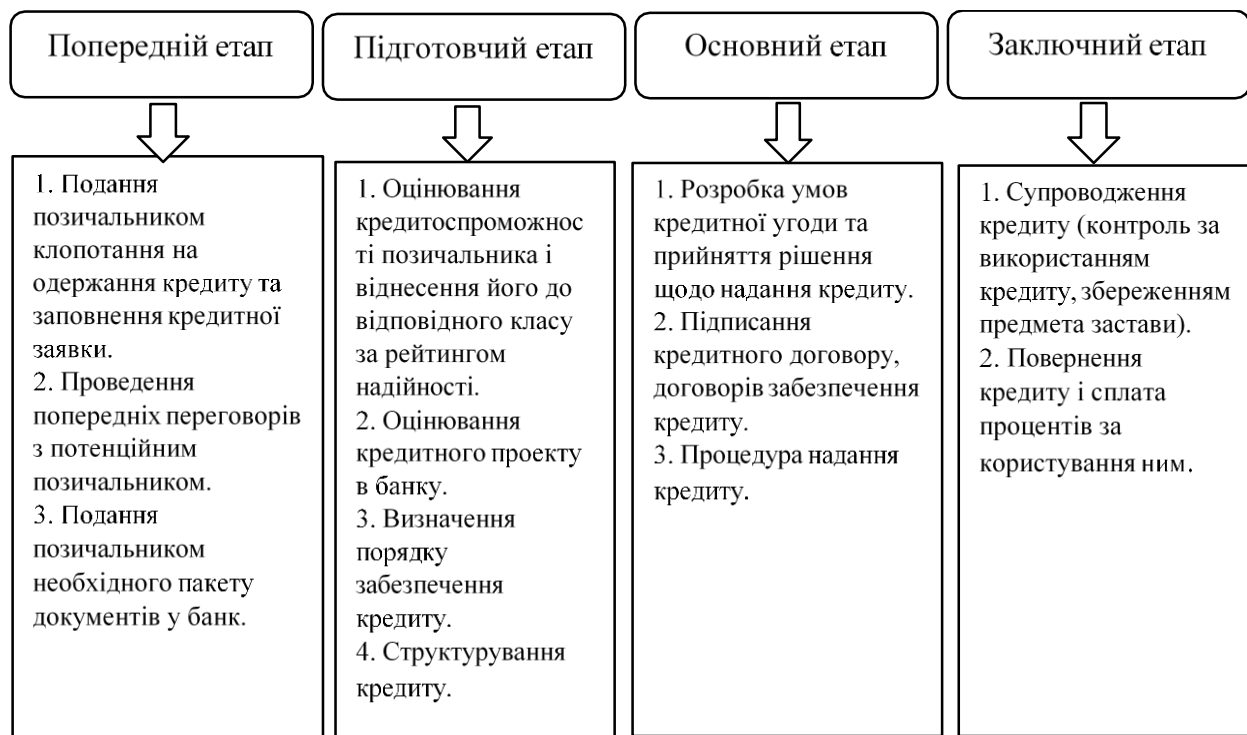 Попередній етап
Підготовчий етап
Основний етап
Заключний етап
1. Подання
позичальником
клопотання на
одержання кредиту та
заповнення кредитної
заявки.
2. Проведення
попередніх переговорів
з потенційним
позичальником.
3. Подання
позичальником
необхідного пакету
документів у банк.
1. Оцінювання
кредитоспроможнос
ті позичальника і
віднесення його до
відповідного класу
за рейтингом
надійності.
2. Оцінювання
кредитного проекту
в банку.
3. Визначення
порядку
забезпечення
кредиту.
4. Структурування
кредиту.
1. Розробка умов
кредитної угоди та
прийняття рішення
щодо надання кредиту.
2. Підписання
кредитного договору,
договорів забезпечення
кредиту.
3. Процедура надання
кредиту.
1. Супроводження
кредиту (контроль за
використанням
кредиту, збереженням
предмета застави).
2. Повернення
кредиту і сплата
процентів за
користування ним.